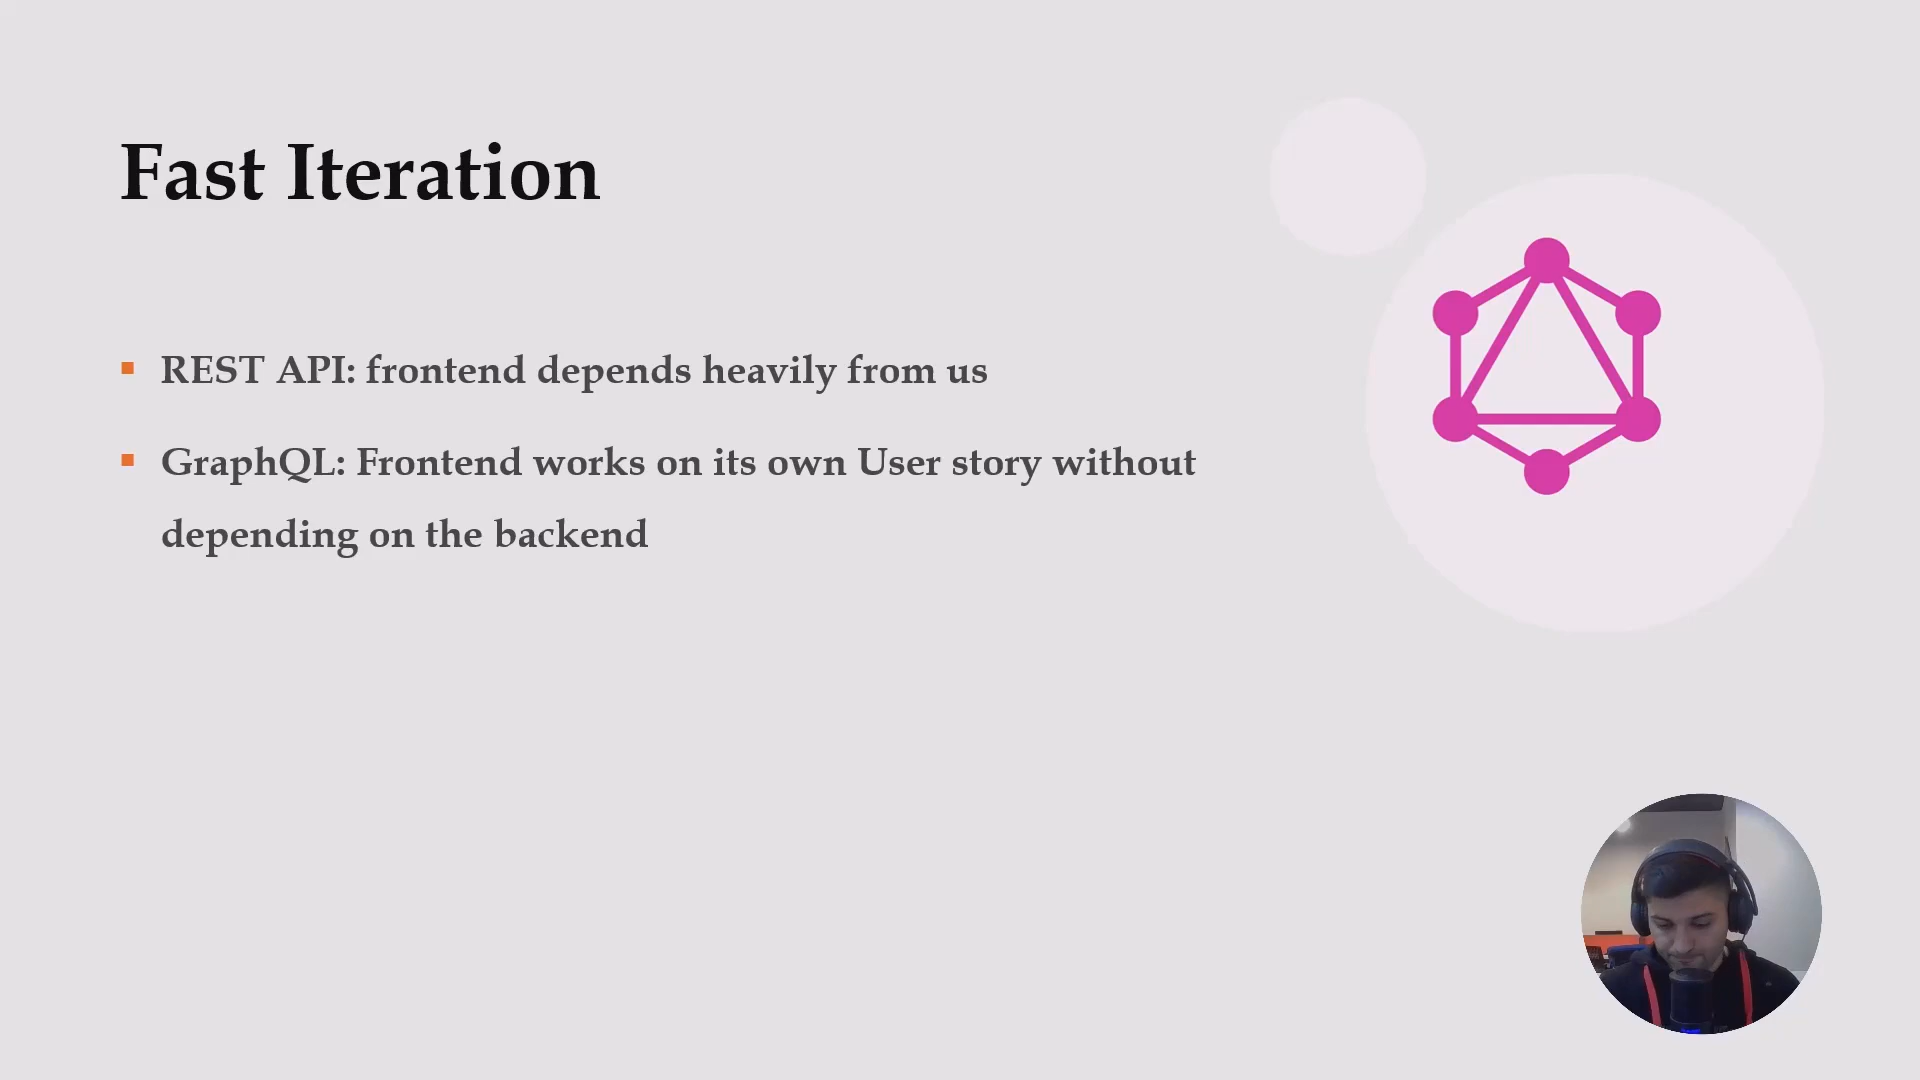 Fast Iteration
REST API: frontend depends heavily from us
GraphQL: Frontend works on its own User story without
depending on the backend